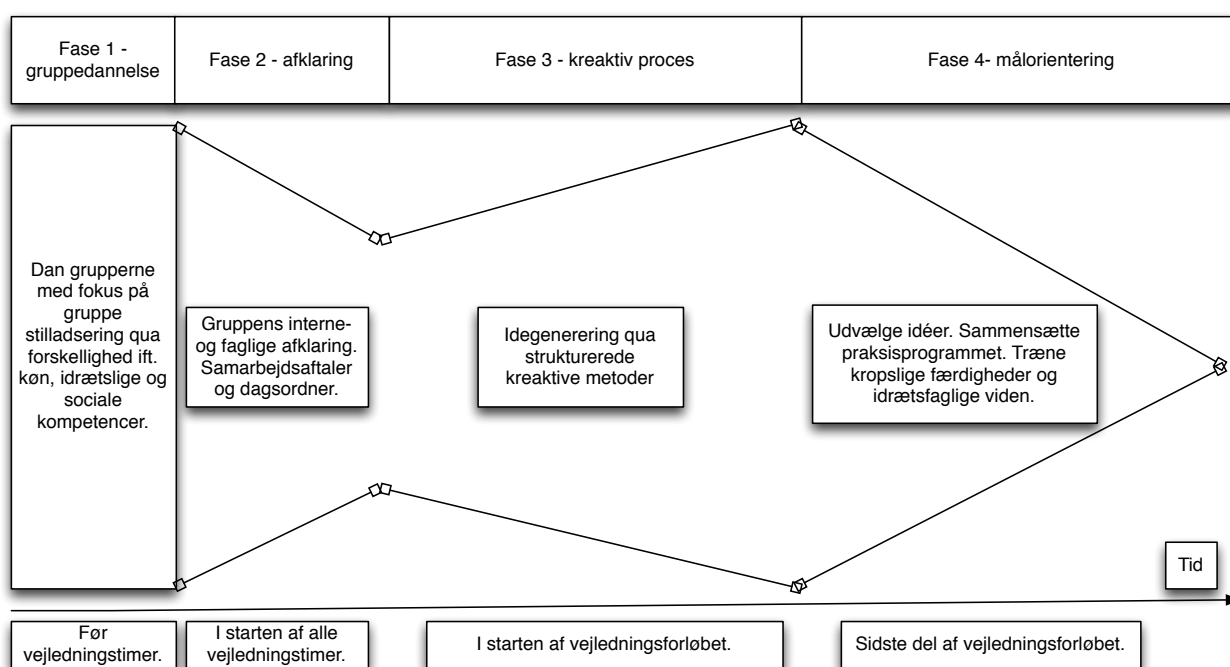 Fase 1 -
gruppedannelse
Fase 2 - afklaring
Fase 3 - kreaktiv proces
Fase 4- målorientering
Dan grupperne
med fokus på
gruppe
stilladsering qua
forskellighed ift.
køn, idrætslige og
sociale
kompetencer.
Gruppens interne-
og faglige afklaring.
Samarbejdsaftaler
og dagsordner.
Idegenerering qua
strukturerede
kreaktive metoder
Udvælge idéer. Sammensætte
praksisprogrammet. Træne
kropslige færdigheder og
idrætsfaglige viden.
Tid
Før
vejledningstimer.
I starten af alle
vejledningstimer.
I starten af vejledningsforløbet.
Sidste del af vejledningsforløbet.